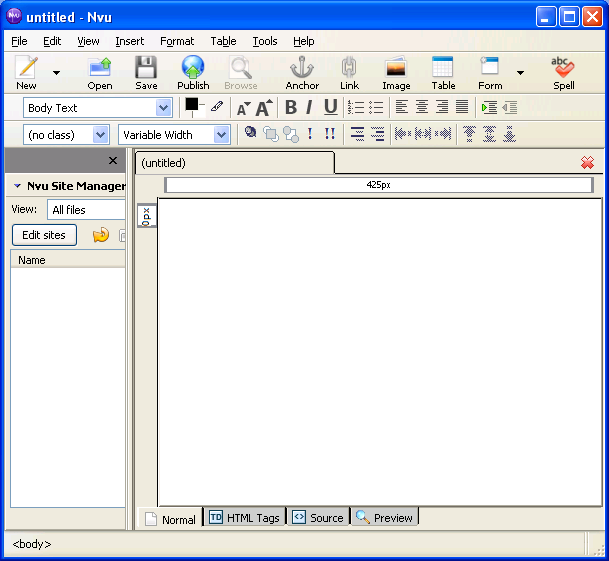 untitled - Nvu
File Edit View Insert Format Table Tools Help
New Open Save Publish Browse Anchor Link Image Table Form Spell
Body Text
(no class) Variable Width
(untitled)
425px
Nvu Site Manager
View: All files
0px
Edit sites
Name
Normal HTML Tags Source Preview
<body>